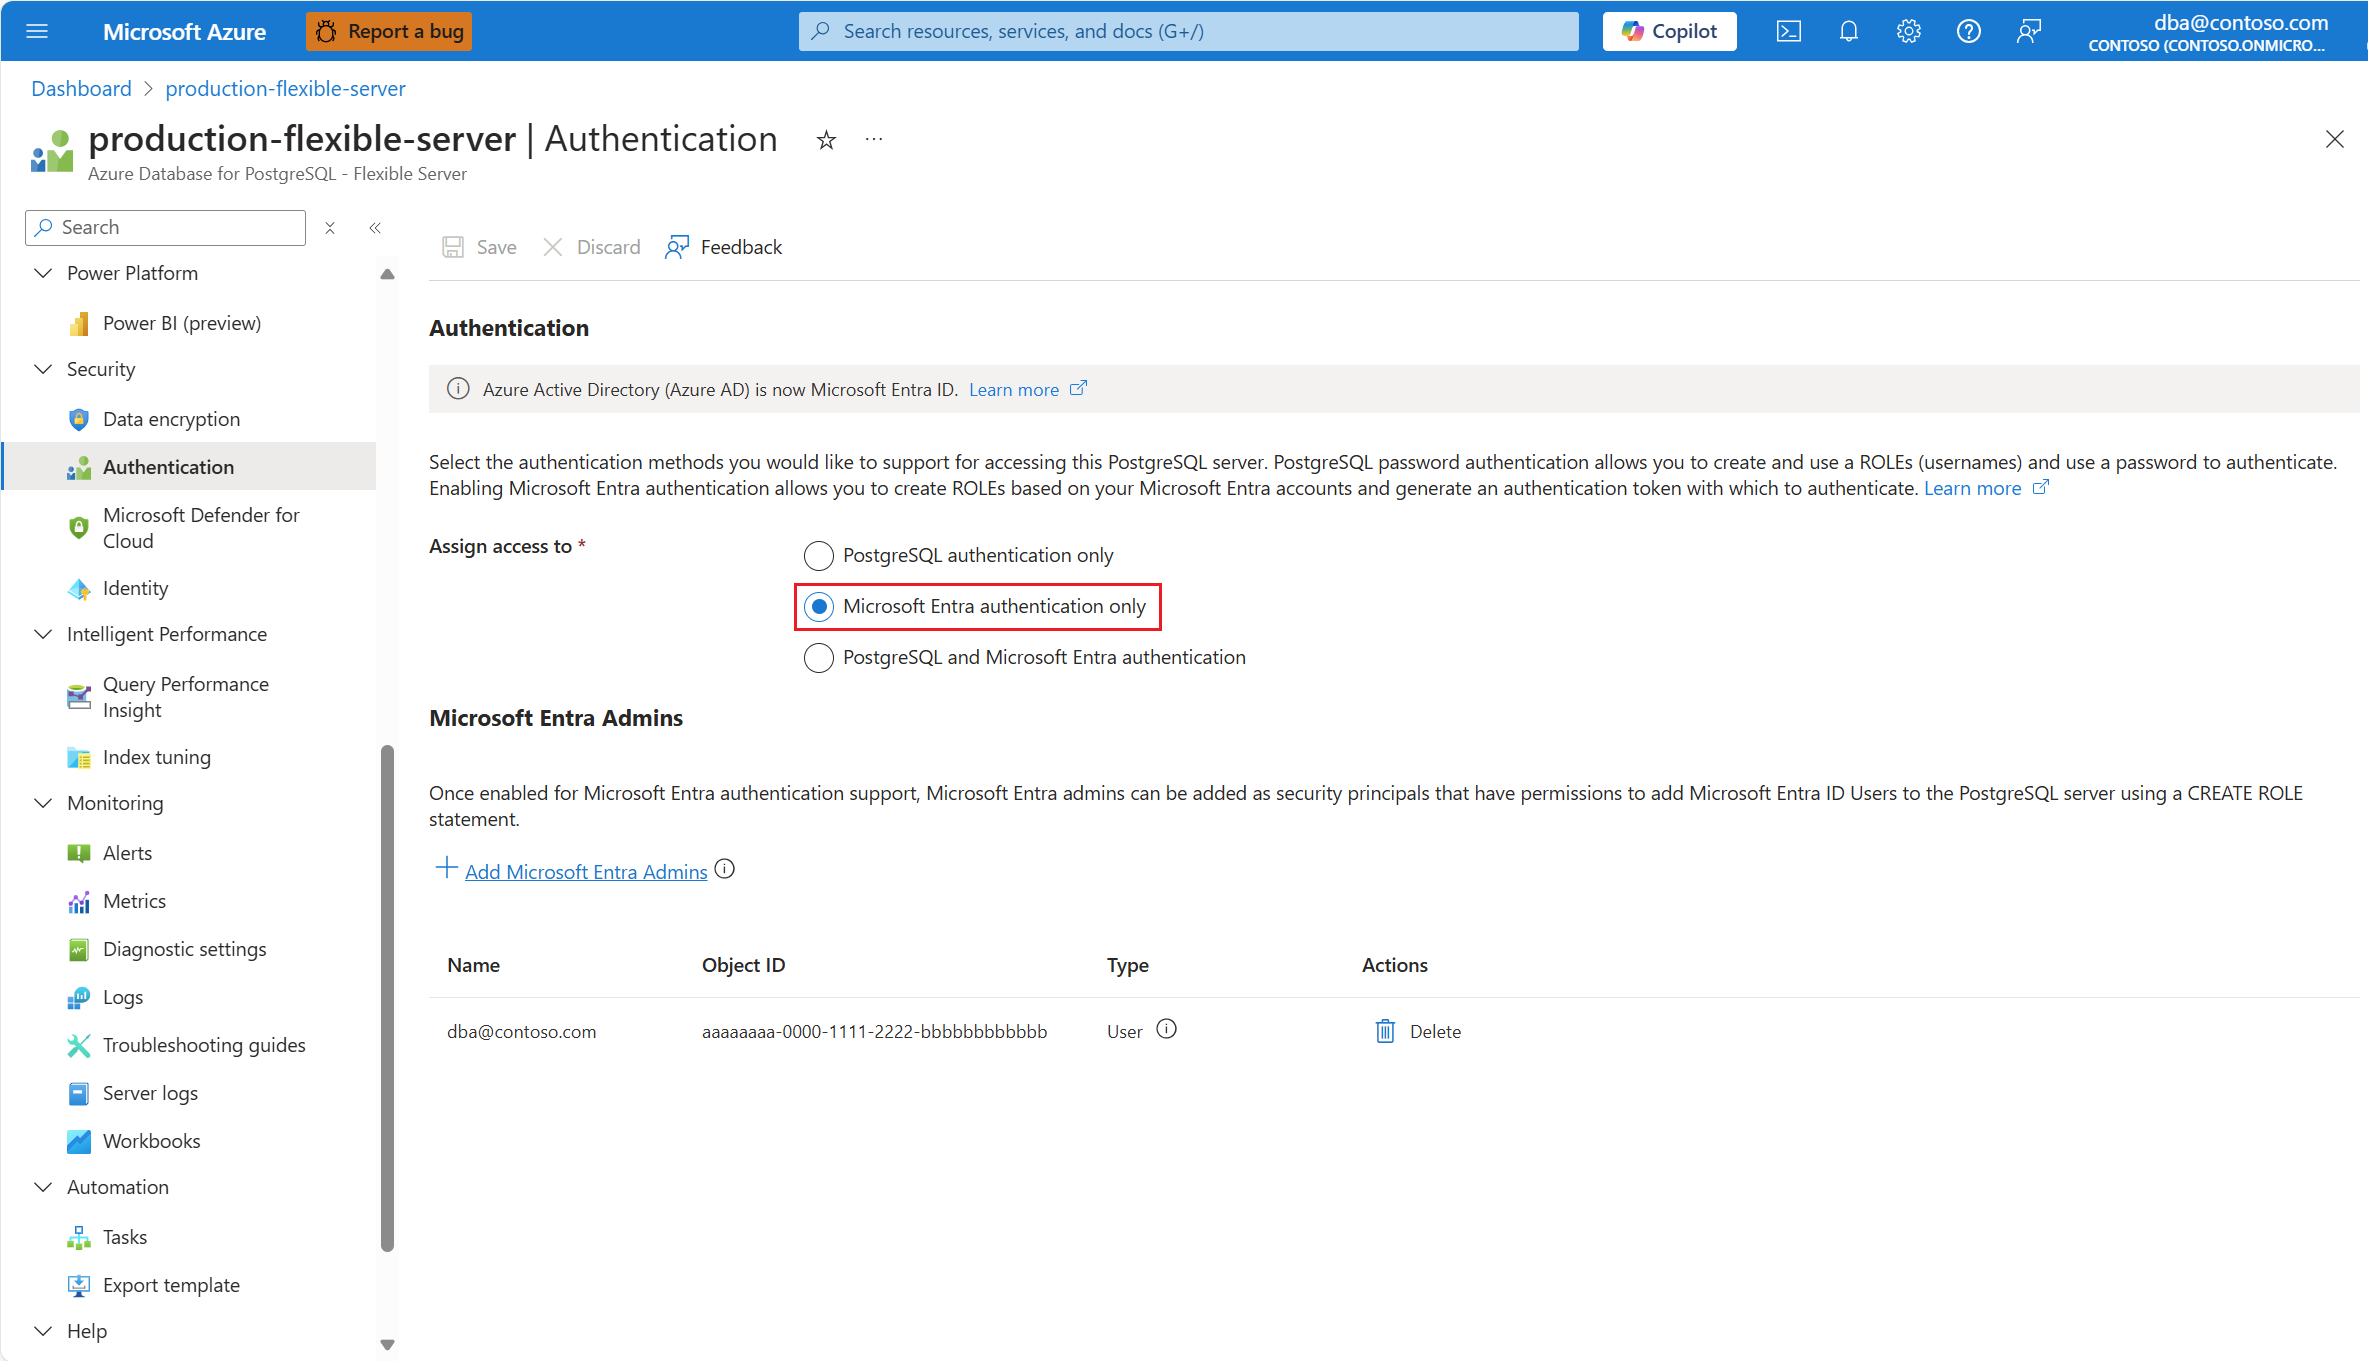 Microsoft Azure
Report a bug
Search resources, services, and docs (G+/)
Copilot
dba@contoso.com
CONTOSO (CONTOSO.ONMICRO...
Dashboard > production-flexible-server
production-flexible-server | Authentication
Azure Database for PostgreSQL - Flexible Server
Search
Power Platform
Power BI (preview)
Security
Data encryption
Authentication
Microsoft Defender for
Cloud
Identity
Intelligent Performance
Query Performance
Insight
Index tuning
Monitoring
Alerts
Metrics
Diagnostic settings
Logs
Troubleshooting guides
Server logs
Workbooks
Automation
Tasks
Export template
Help
Save Discard Feedback
Authentication
Azure Active Directory (Azure AD) is now Microsoft Entra ID. Learn more
Select the authentication methods you would like to support for accessing this PostgreSQL server. PostgreSQL password authentication allows you to create and use a ROLEs (usernames) and use a password to authenticate.
Enabling Microsoft Entra authentication allows you to create ROLEs based on your Microsoft Entra accounts and generate an authentication token with which to authenticate. Learn more
Assign access to *
PostgreSQL authentication only
Microsoft Entra authentication only
PostgreSQL and Microsoft Entra authentication
Microsoft Entra Admins
Once enabled for Microsoft Entra authentication support, Microsoft Entra admins can be added as security principals that have permissions to add Microsoft Entra ID Users to the PostgreSQL server using a CREATE ROLE
statement.
Add Microsoft Entra Admins
Name Object ID Type Actions
dba@contoso.com aaaaaaaa-0000-1111-2222-bbbbbbbbbbbb User Delete